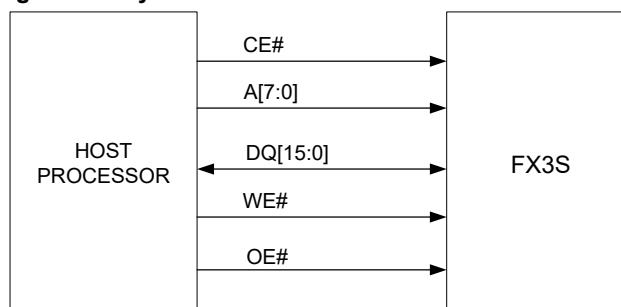 CE#
A[7:0]
HOST
PROCESSOR
DQ[15:0]
FX3S
WE#
OE#